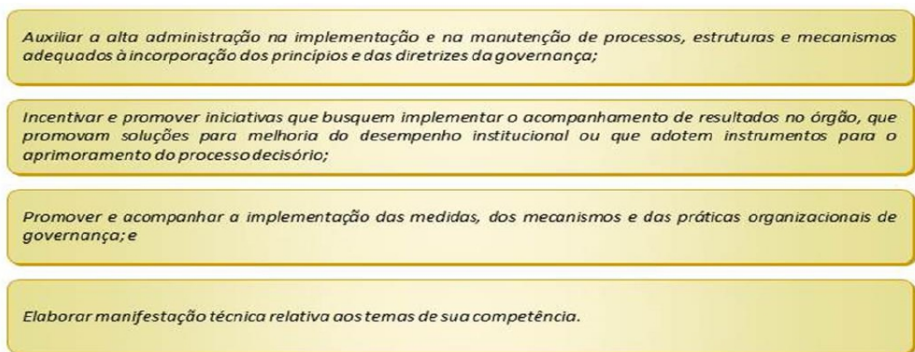 Auxiliar a alta administração na implementação e na manutenção de processos, estruturas e mecanismos
adequados à incorporação dos princípios e das diretrizes da governança;
Incentivar e promover iniciativas que busquem implementar o acompanhamento de resultados no órgão, que
promovam soluções para melhoria do desempenho institucional ou que adotem instrumentos para o
aprimoramento do processo decisório;
Promover e acompanhar a implementação das medidas, dos mecanismos e das práticas organizacionais de
governança; e
Elaborar manifestação técnica relativa aos temas de sua competência.